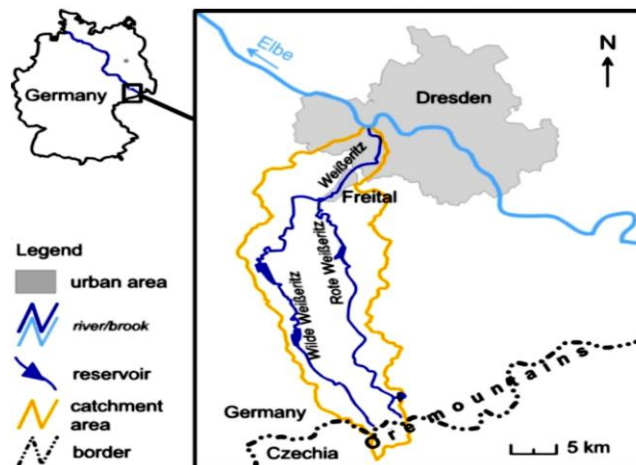 Germany
Legend
urban area
river/brook
reservoir
catchment
area
border
Elbe
N
Dresden
Weißeritz
Freital
Rote Weißeritz
Wilde Weißeritz
Germany
Czechia
Ore mountains
5 km